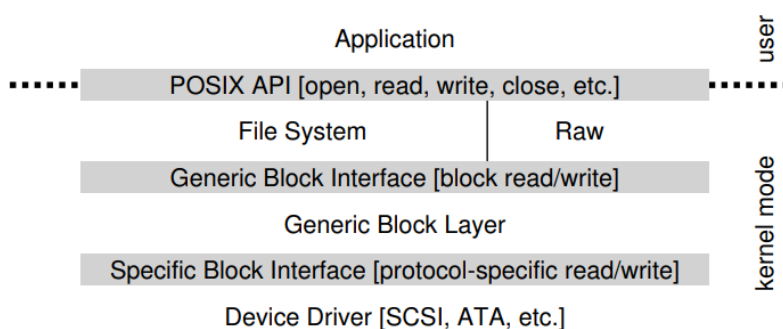 Application
user
POSIX API [open, read, write, close, etc.]
File System
Raw
Generic Block Interface [block read/write]
Generic Block Layer
kernel mode
Specific Block Interface [protocol-specific read/write]
Device Driver [SCSI, ATA, etc.]